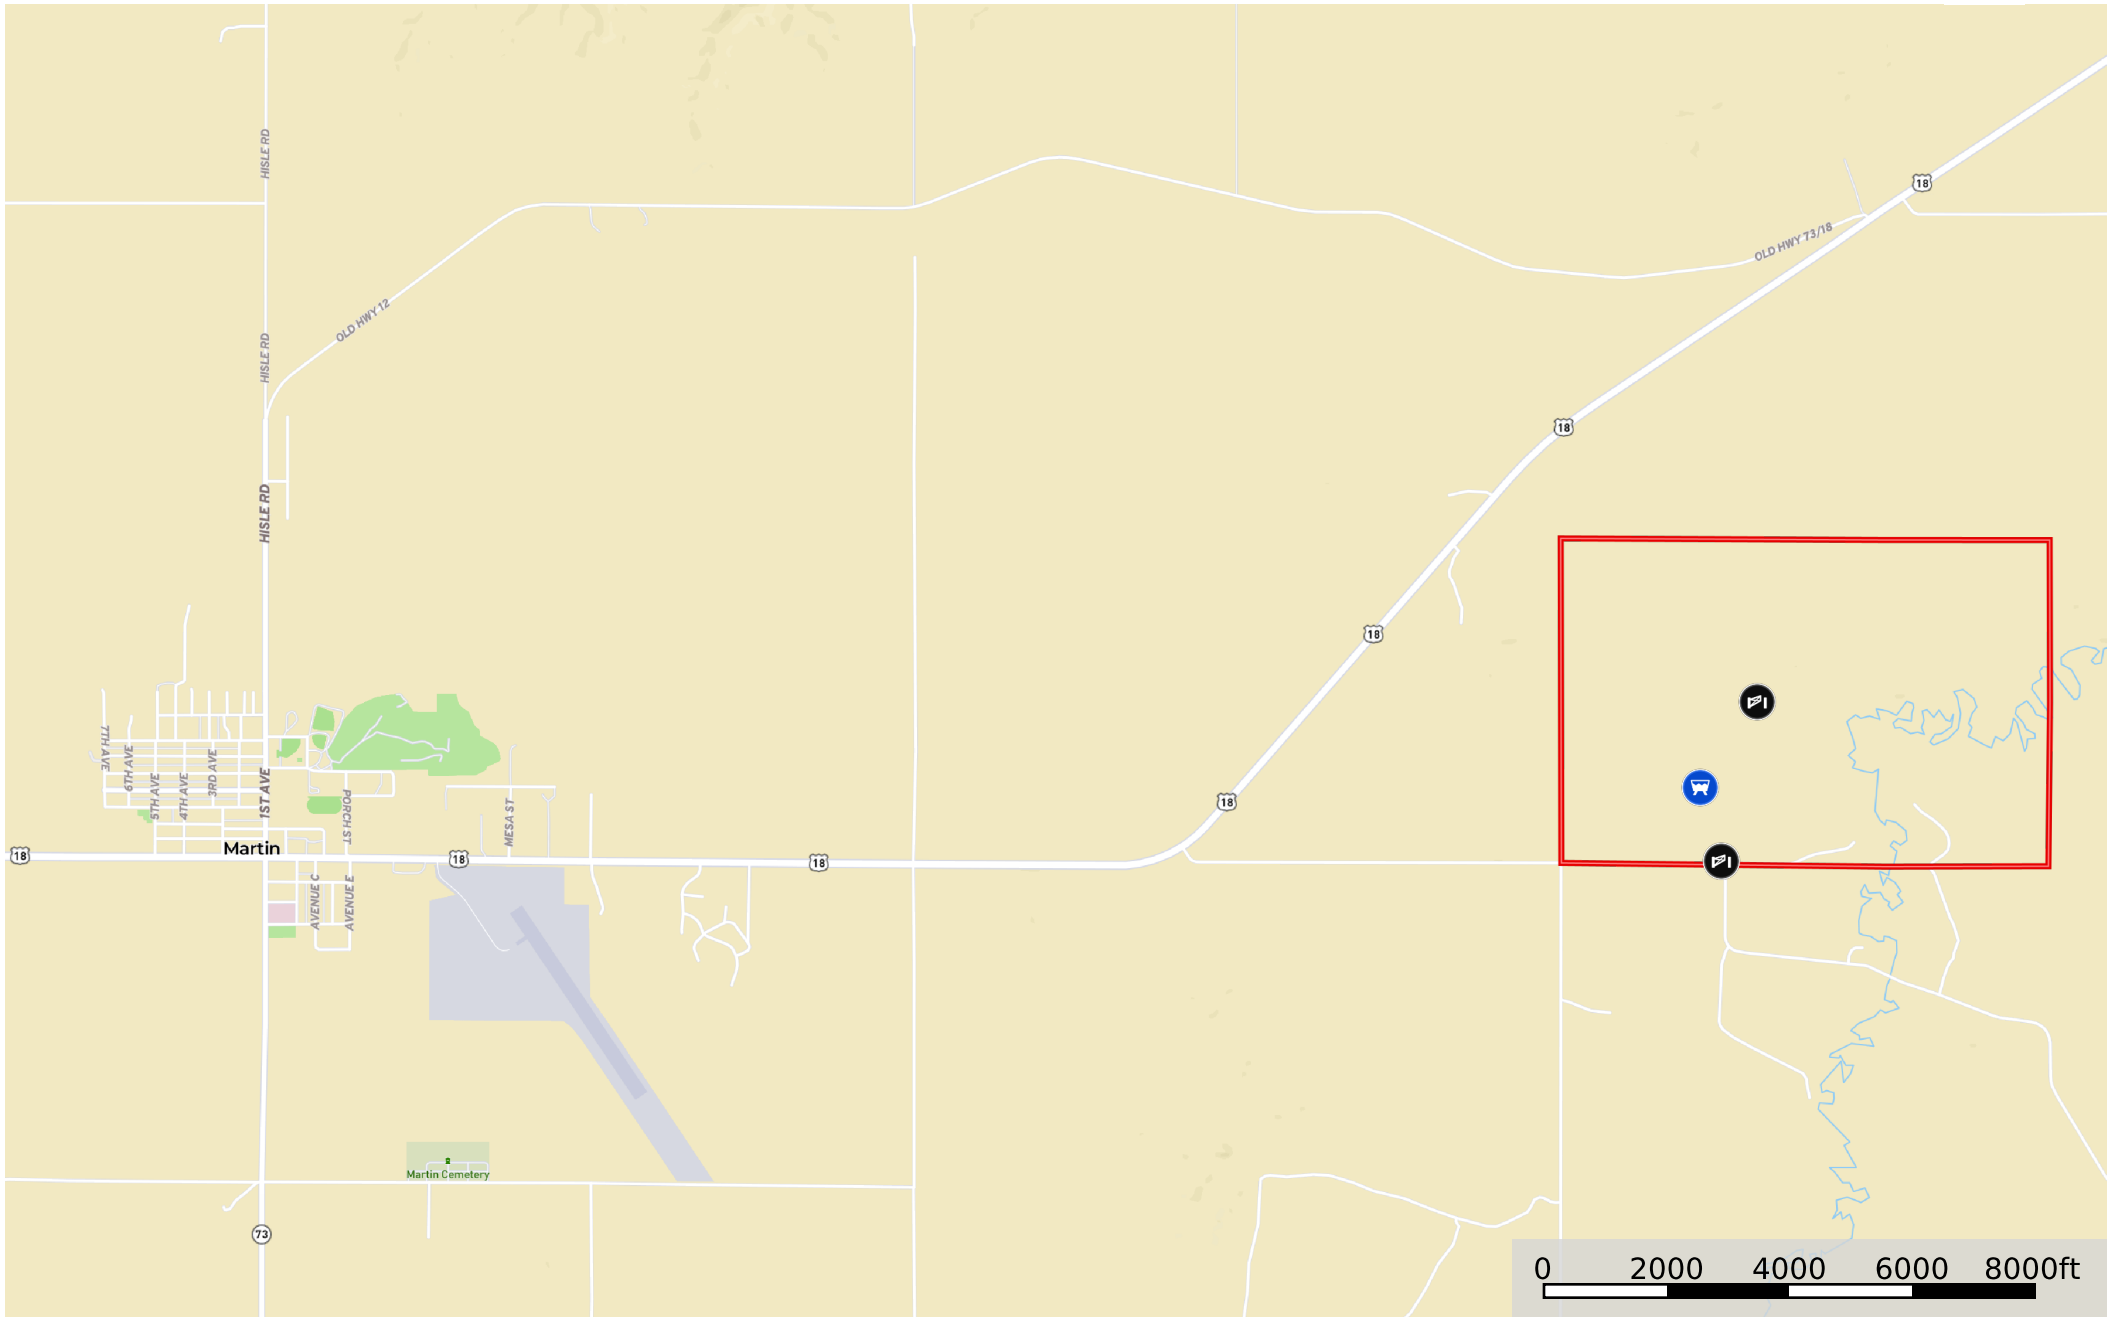 HISLE RD
18
OLD HWY 73/18
OLD HWY 12
HISLE RD
18
HISLE RD
18
7TH AVE
6TH AVE
5TH AVE
4TH AVE
3RD AVE
1ST AVE
PORCH ST
MESA ST
18
Martin
18
18
18
AVENUE C
AVENUE E
Martin Cemetery
73
0 2000 4000 6000 8000ft